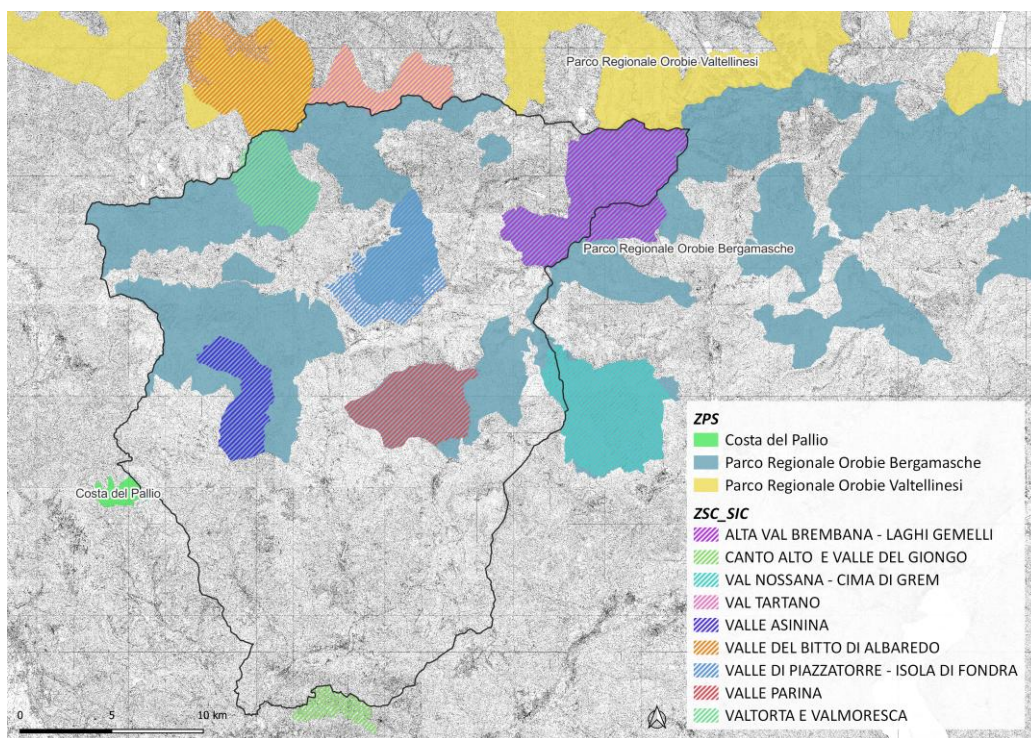 Parco Regionale Orobie Valtellinesi
Parco Regionale Orobie Bergamasche
Costa del Pallio
ZPS
Costa del Pallio
Parco Regionale Orobie Bergamasche
Parco Regionale Orobie Valtellinesi
ZSC_SIC
ALTA VAL BREMBANA - LAGHI GEMELLI
CANTO ALTO E VALLE DEL GIONGO
VAL NOSSANA - CIMA DI GREM
VAL TARTANO
VALLE ASININA
VALLE DEL BITTO DI ALBAREDO
VALLE DI PIAZZATORRE - ISOLA DI FONDRA
VALLE PARINA
VALTORTA E VALMORESCA
0 5 10 km